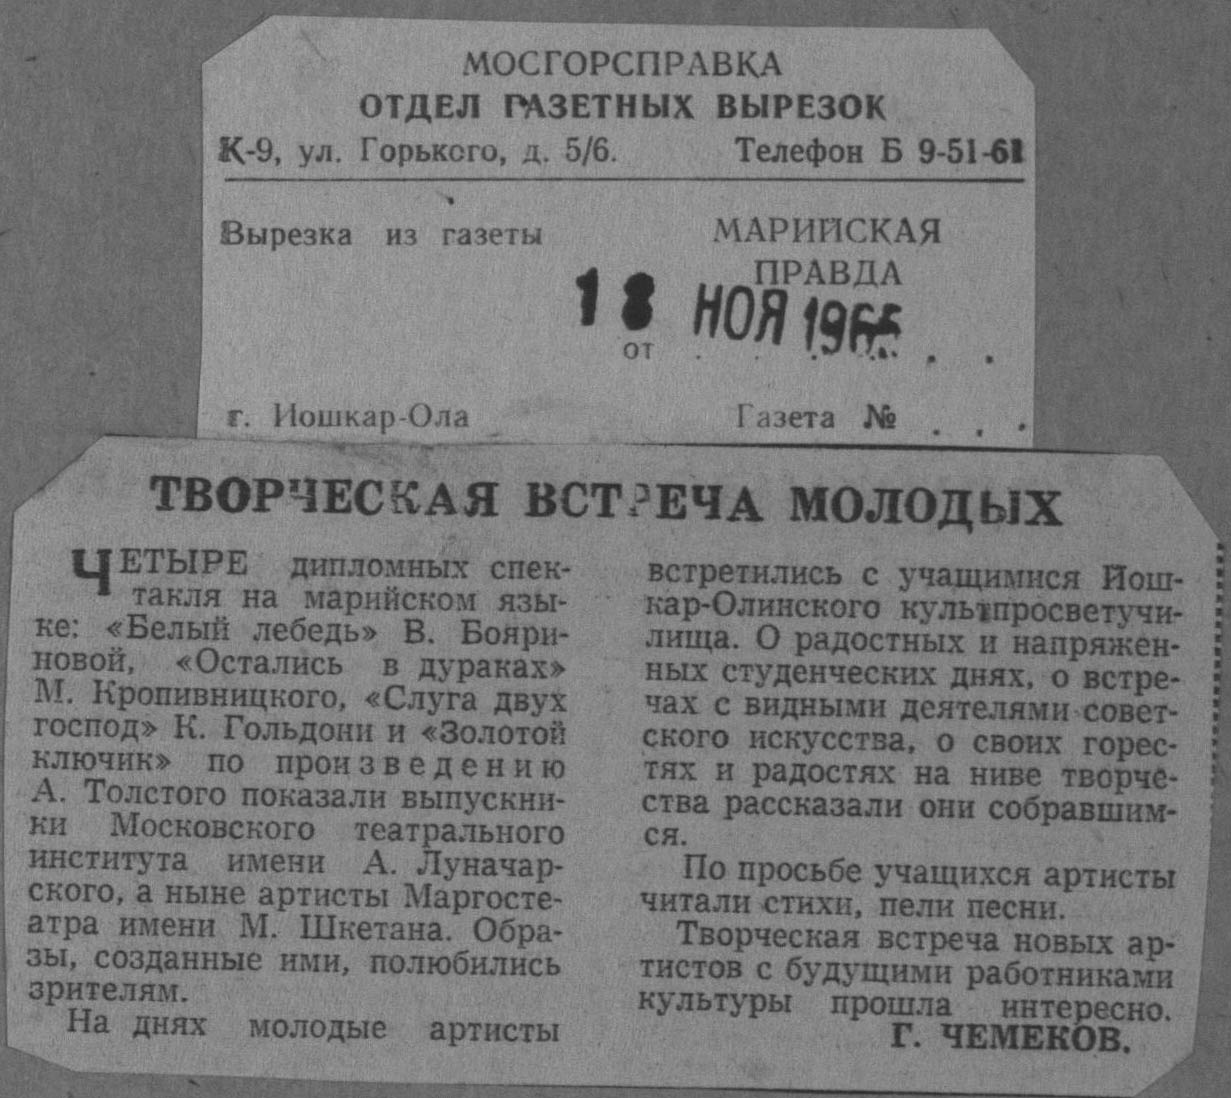 МОСГОРСПРАВКА
ОТДЕЛ ГАЗЕТНЫХ ВЫРЕЗОК
К-9, ул. Горького, д. 5/6. Телефон Б 9-51-61
Вырезка из газеты
МАРИЙСКАЯ
ПРАВДА
18 НОЯ
от . . . . .
г. Йошкар-Ола Газета № . . .
ТВОРЧЕСКАЯ ВСТРЕЧА МОЛОДЫХ
ЧЕТЫРЕ дипломных спек-
такля на марийском язы-
ке: «Белый лебедь» В. Бояри-
новой, «Остались в дураках»
М. Кропивницкого, «Слуга двух
господ» К. Гольдони и «Золотой
ключик» по произведению
А. Толстого показали выпускни-
ки Московского театрального
института имени А. Луначар-
ского, а ныне артисты Маргосте-
атра имени М. Шкетана. Обра-
зы, созданные ими, полюбились
зрителям.
На днях молодые артисты
встретились с учащимися Йош-
кар-Олинского культпросветучи-
лища. О радостных и напряжен-
ных студенческих днях, о встре-
чах с видными деятелями совет-
ского искусства, о своих горес-
тях и радостях на ниве творче-
ства рассказали они собравшим-
ся.
По просьбе учащихся артисты
читали стихи, пели песни.
Творческая встреча новых ар-
тистов с будущими работниками
культуры прошла интересно.
Г. ЧЕМЕКОВ.